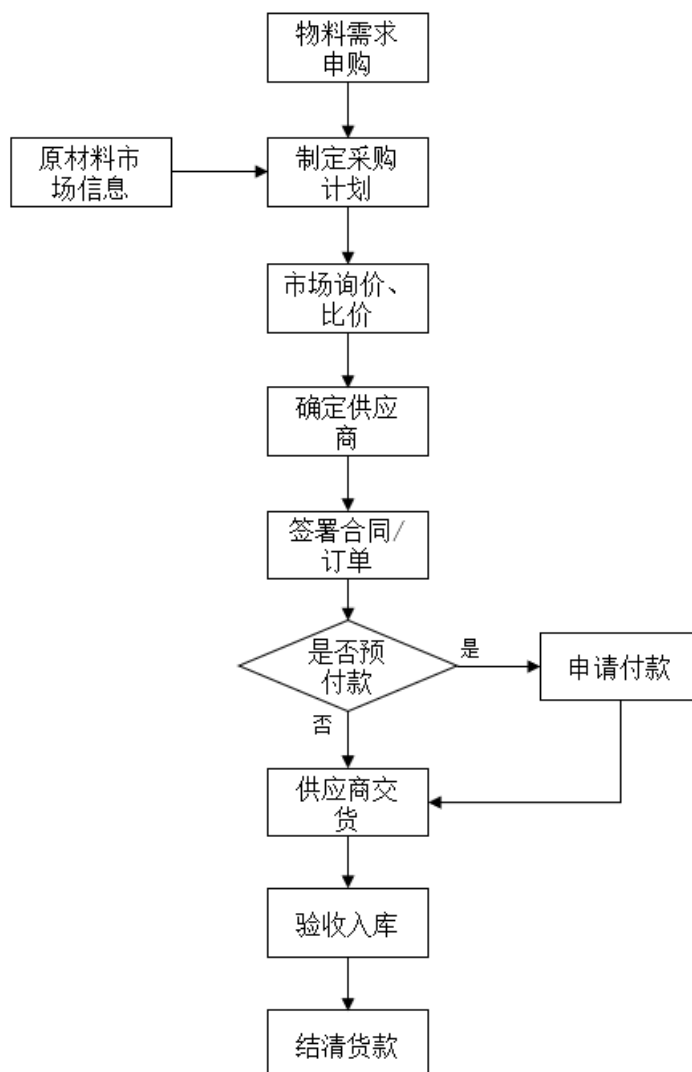 物料需求
申购
原材料市
场信息
制定采购
计划
市场询价、
比价
确定供应
商
签署合同/
订单
是否预
付款
是
申请付款
否
供应商交
货
验收入库
结清货款